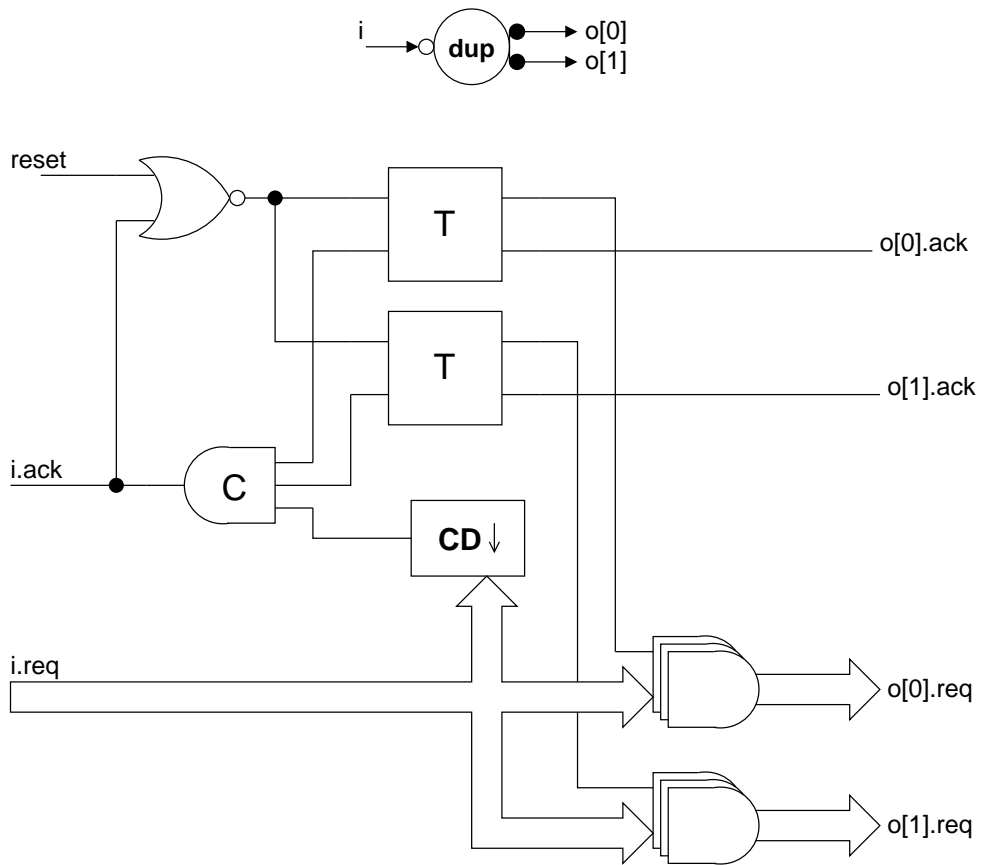 i
dup
o[0]
o[1]
reset
T
o[0].ack
T
o[1].ack
i.ack
C
CD↓
i.req
o[0].req
o[1].req